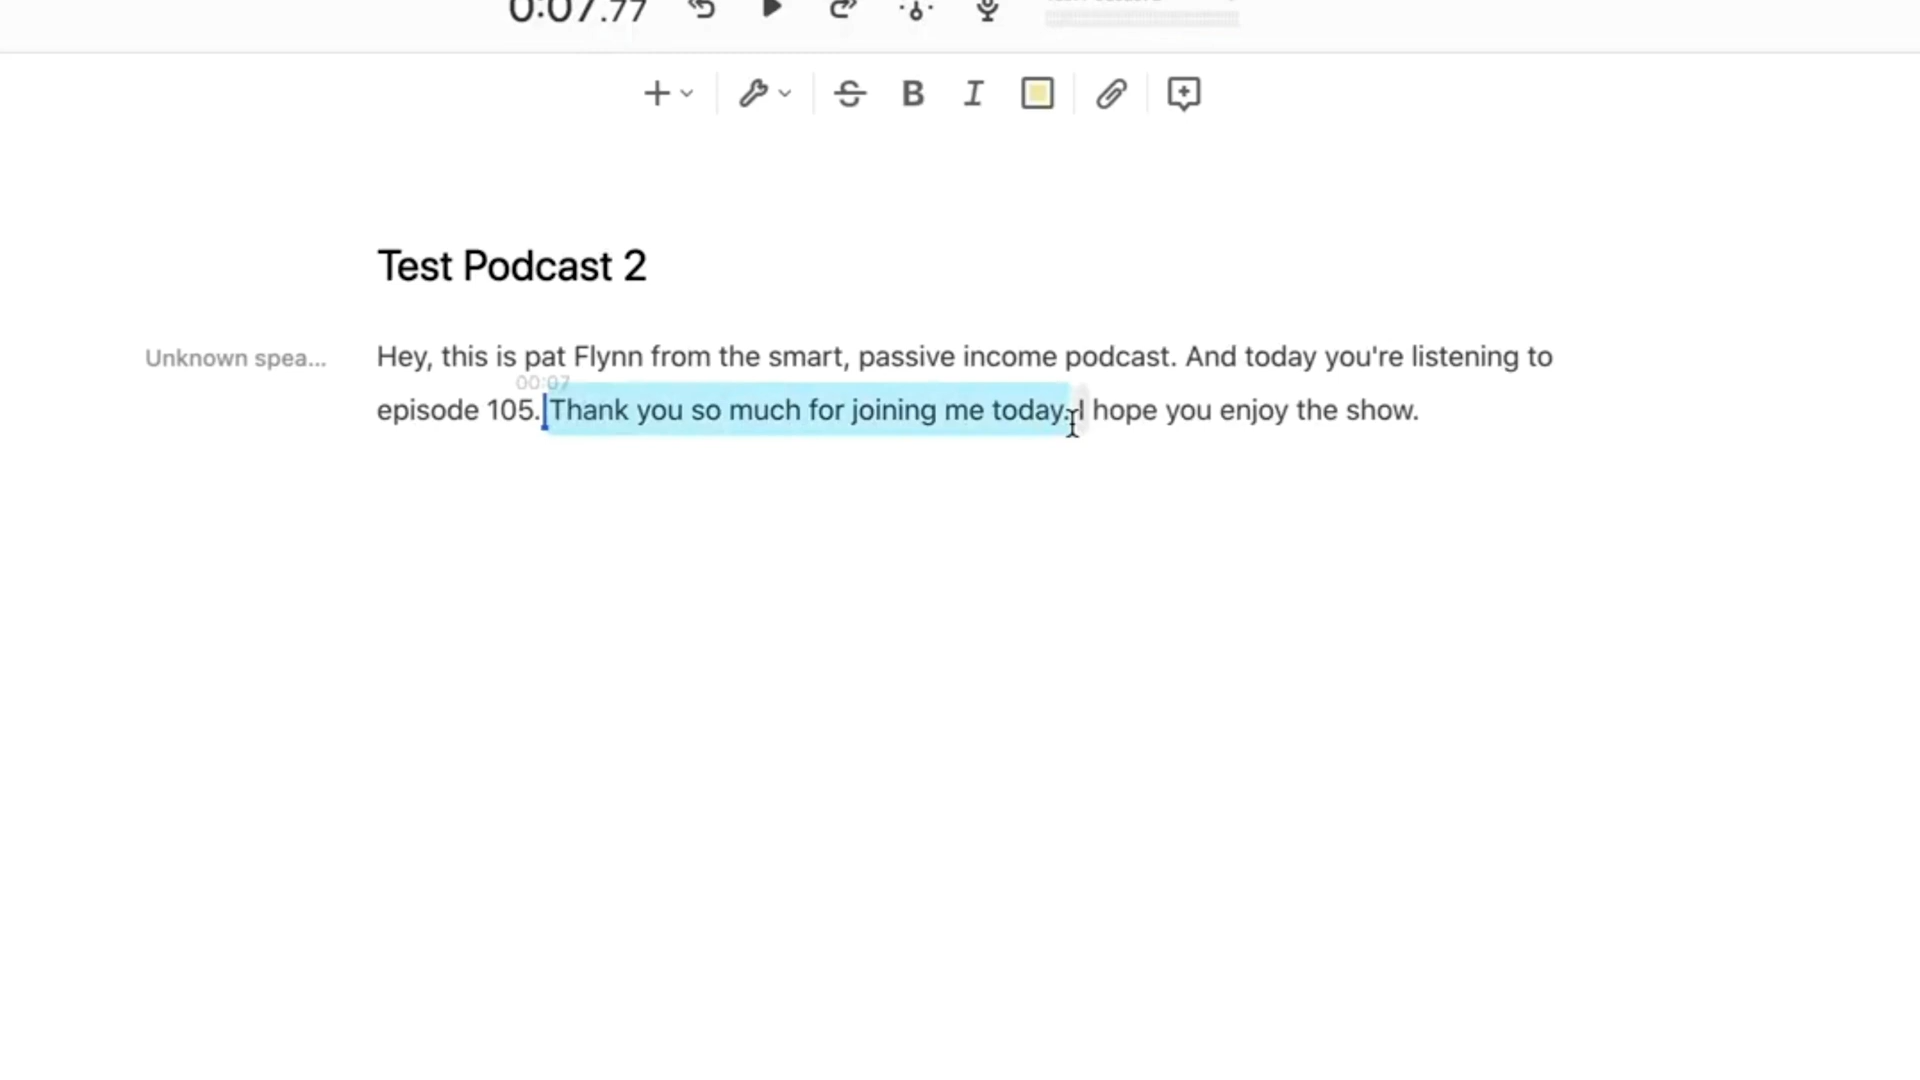 0:07.77
B I
Test Podcast 2
Unknown spea... Hey, this is pat Flynn from the smart, passive income podcast. And today you're listening to
00:07
episode 105. Thank you so much for joining me today. I hope you enjoy the show.